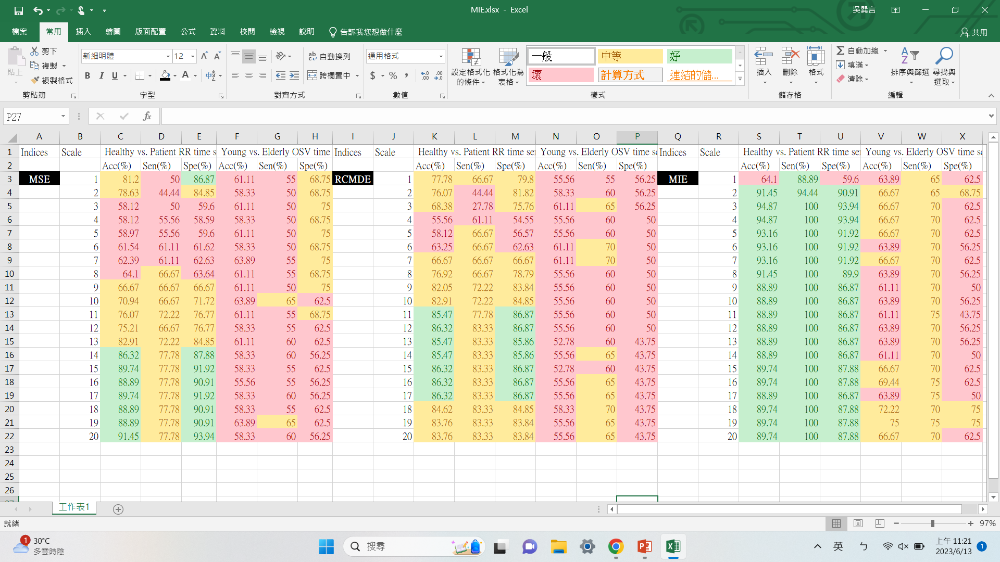 MIE.xlsx - Excel
吳巽言
檔案 常用 插入 繪圖 版面配置 公式 資料 校閱 檢視 說明 告訴我您想做什麼 共用
貼上 剪下 複製 複製格式 剪貼簿
新細明體 12 B I U A 字型
ab 自動換列 跨欄置中 對齊方式
通用格式 $ % , 數值
設定格式化的條件 格式化為表格 一般 中等 好 壞 計算方式 連結的儲... 樣式
插入 刪除 格式 儲存格
自動加總 填滿 清除 排序與篩選 尋找與選取 編輯
P27 fx
A B C D E F G H I J K L M N O P Q R S T U V W X
1 Indices Scale Healthy vs. Patient RR time s Young vs. Elderly OSV time Indices Scale Healthy vs. Patient RR time ser Young vs. Elderly OSV time se Indices Scale Healthy vs. Patient RR time ser Young vs. Elderly OSV time se
2 Acc(%) Sen(%) Spe(%) Acc(%) Sen(%) Spe(%) Acc(%) Sen(%) Spe(%) Acc(%) Sen(%) Spe(%) Acc(%) Sen(%) Spe(%) Acc(%) Sen(%) Spe(%)
3 MSE 1 81.2 50 86.87 61.11 55 68.75 RCMDE 1 77.78 66.67 79.8 55.56 55 56.25 MIE 1 64.1 88.89 59.6 63.89 65 62.5
4 2 78.63 44.44 84.85 58.33 50 68.75 2 76.07 44.44 81.82 58.33 60 56.25 2 91.45 94.44 90.91 66.67 65 68.75
5 3 58.12 50 59.6 61.11 50 75 3 68.38 27.78 75.76 61.11 65 56.25 3 94.87 100 93.94 66.67 70 62.5
6 4 58.12 55.56 58.59 58.33 50 68.75 4 55.56 61.11 54.55 55.56 60 50 4 94.87 100 93.94 66.67 70 62.5
7 5 58.97 55.56 59.6 61.11 50 75 5 58.12 66.67 56.57 55.56 60 50 5 93.16 100 91.92 66.67 70 62.5
8 6 61.54 61.11 61.62 58.33 50 68.75 6 63.25 66.67 62.63 61.11 70 50 6 93.16 100 91.92 63.89 70 56.25
9 7 62.39 61.11 62.63 63.89 55 75 7 66.67 66.67 66.67 61.11 70 50 7 93.16 100 91.92 66.67 70 62.5
10 8 64.1 66.67 63.64 61.11 55 68.75 8 76.92 66.67 78.79 55.56 60 50 8 91.45 100 89.9 63.89 70 56.25
11 9 66.67 66.67 66.67 61.11 50 75 9 82.05 72.22 83.84 55.56 60 50 9 88.89 100 86.87 61.11 70 50
12 10 70.94 66.67 71.72 63.89 65 62.5 10 82.91 72.22 84.85 55.56 60 50 10 88.89 100 86.87 63.89 70 56.25
13 11 76.07 72.22 76.77 61.11 55 68.75 11 85.47 77.78 86.87 55.56 60 50 11 88.89 100 86.87 61.11 75 43.75
14 12 75.21 66.67 76.77 58.33 55 62.5 12 86.32 83.33 86.87 55.56 60 50 12 88.89 100 86.87 63.89 70 56.25
15 13 82.91 72.22 84.85 61.11 60 62.5 13 85.47 83.33 85.86 52.78 60 43.75 13 88.89 100 86.87 63.89 70 56.25
16 14 86.32 77.78 87.88 58.33 60 56.25 14 85.47 83.33 85.86 55.56 65 43.75 14 88.89 100 86.87 61.11 70 50
17 15 89.74 77.78 91.92 58.33 55 62.5 15 86.32 83.33 86.87 52.78 60 43.75 15 89.74 100 87.88 66.67 70 62.5
18 16 88.89 77.78 90.91 55.56 55 56.25 16 86.32 83.33 86.87 55.56 65 43.75 16 89.74 100 87.88 69.44 75 62.5
19 17 89.74 77.78 91.92 58.33 60 56.25 17 86.32 83.33 86.87 55.56 65 43.75 17 88.89 100 86.87 63.89 75 50
20 18 88.89 77.78 90.91 58.33 55 62.5 18 84.62 83.33 84.85 58.33 70 43.75 18 89.74 100 87.88 72.22 70 75
21 19 88.89 77.78 90.91 63.89 65 62.5 19 83.76 83.33 83.84 55.56 65 43.75 19 89.74 100 87.88 75 75 75
22 20 91.45 77.78 93.94 58.33 60 56.25 20 83.76 83.33 83.84 55.56 65 43.75 20 89.74 100 87.88 66.67 70 62.5
23
24
25
26
工作表1
就緒 97%
1 30°C
多雲時陰
搜尋
英 ㄅ
上午 11:21
2023/6/13
1